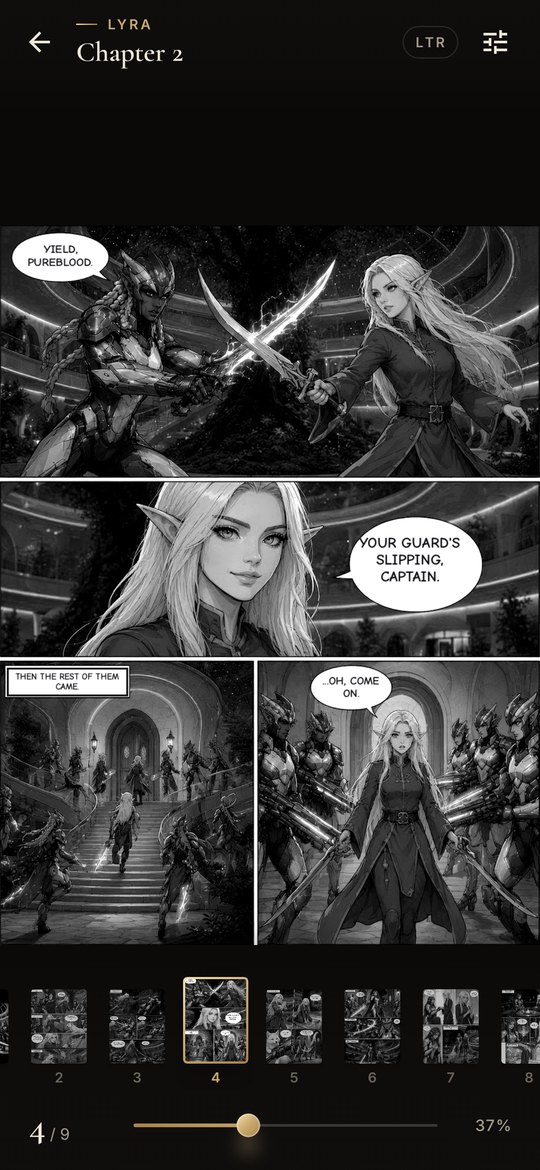 LYRA
Chapter 2
LTR
YIELD,
PUREBLOOD.
YOUR GUARD'S
SLIPPING,
CAPTAIN.
THEN THE REST OF THEM
CAME.
...OH, COME
ON.
2
3
4
5
6
7
8
4 / 9
37%